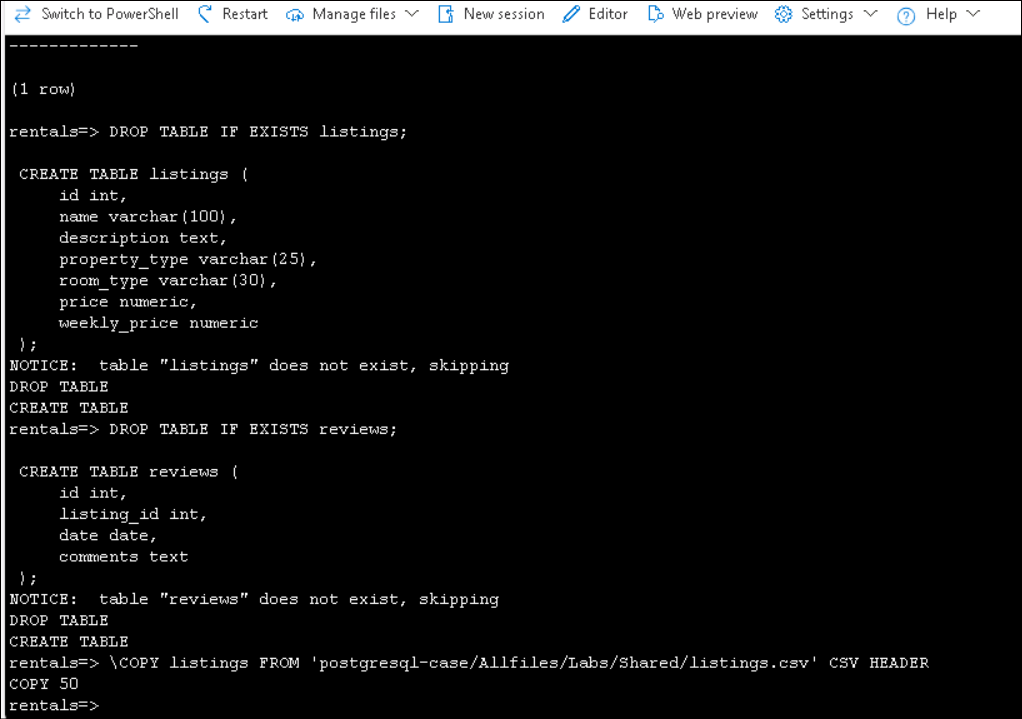 Switch to PowerShell Restart Manage files New session Editor Web preview Settings ? Help
-------------
(1 row)
rentals=> DROP TABLE IF EXISTS listings;
CREATE TABLE listings (
id int,
name varchar(100),
description text,
property_type varchar(25),
room_type varchar(30),
price numeric,
weekly_price numeric
);
NOTICE:  table "listings" does not exist, skipping
DROP TABLE
CREATE TABLE
rentals=> DROP TABLE IF EXISTS reviews;
CREATE TABLE reviews (
id int,
listing_id int,
date date,
comments text
);
NOTICE:  table "reviews" does not exist, skipping
DROP TABLE
CREATE TABLE
rentals=> \COPY listings FROM 'postgresql-case/Allfiles/Labs/Shared/listings.csv' CSV HEADER
COPY 50
rentals=>